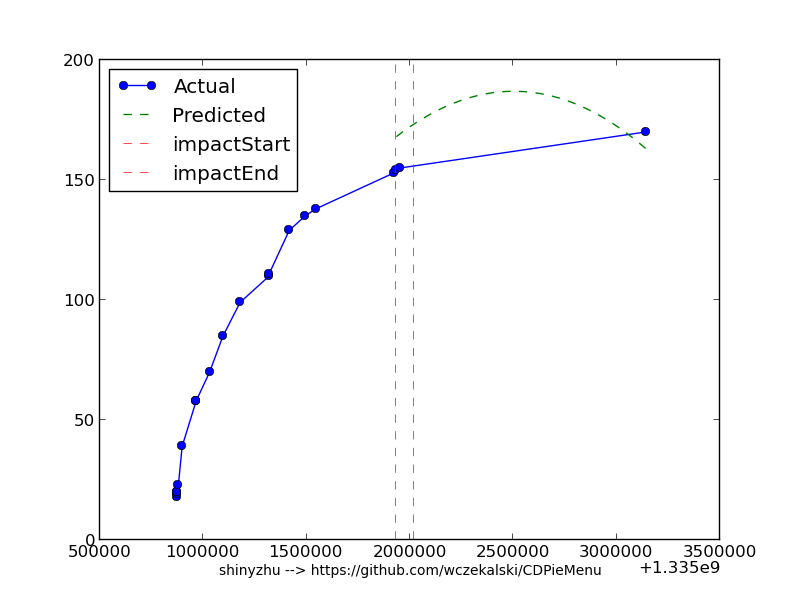 200
150
100
50
0
Actual
Predicted
impactStart
impactEnd
500000 1000000 1500000 2000000 2500000 3000000 3500000
+1.335e9
shinyzhu --> https://github.com/wczekalski/CDPieMenu